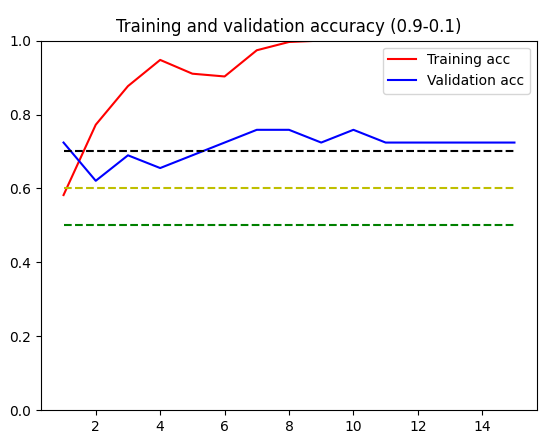 Training and validation accuracy (0.9-0.1)
Training acc
Validation acc
1.0
0.8
0.6
0.4
0.2
0.0
2 4 6 8 10 12 14